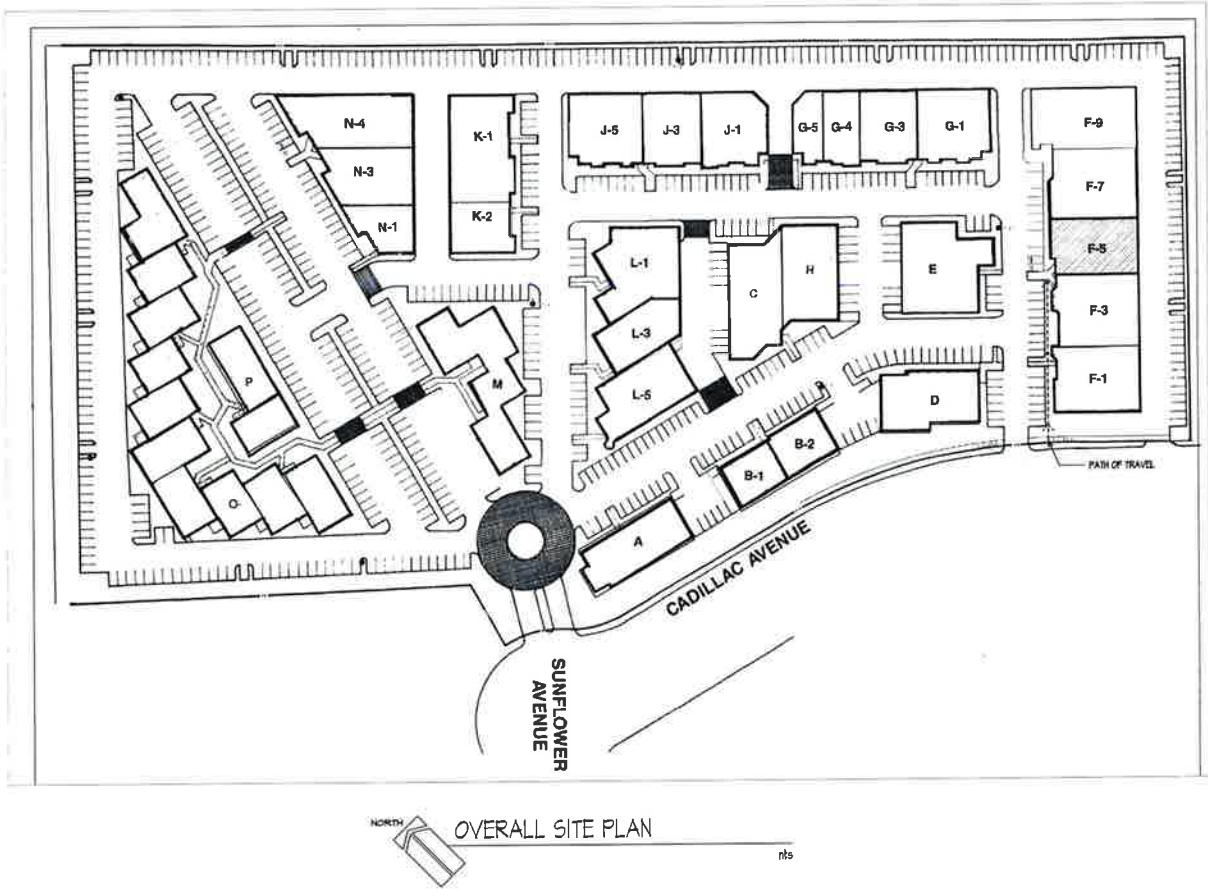 N-4
K-1
J-5
J-3
J-1
G-5
G-4
G-3
G-1
F-9
N-3
F-7
N-1
K-2
F-5
L-1
C
H
E
L-3
F-3
P
M
L-5
F-1
D
B-2
B-1
PATH OF TRAVEL
O
A
CADILLAC AVENUE
SUNFLOWER
AVENUE
NORTH
OVERALL SITE PLAN
nts